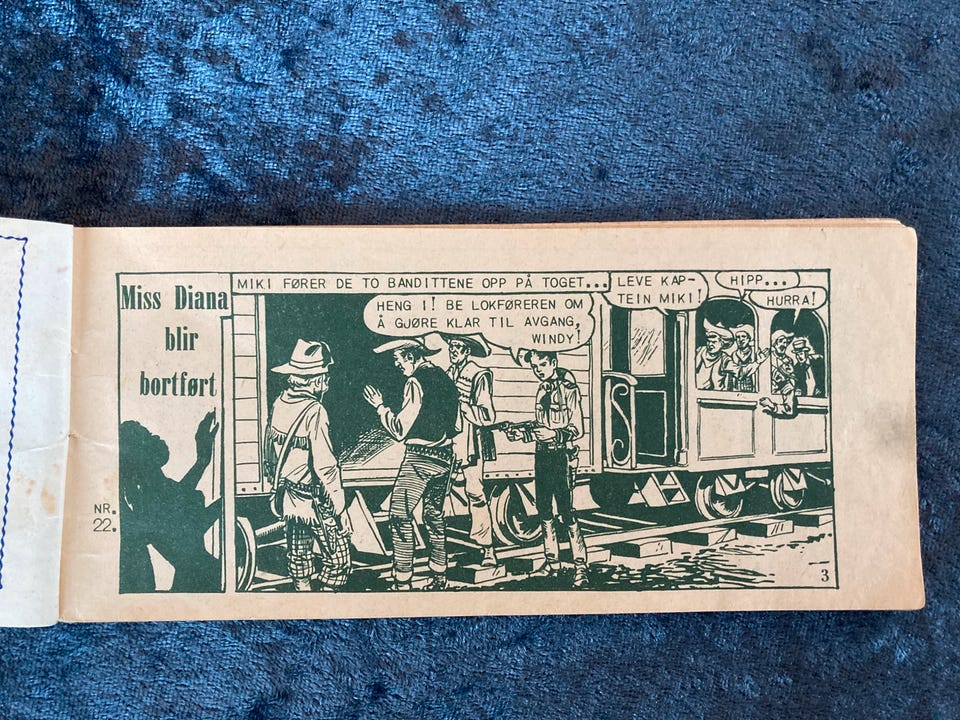 Miss Diana
blir
bortført
NR.
22.
MIKI FØRER DE TO BANDITTENE OPP PÅ TOGET...
HENG I! BE LOKFØREREN OM
Å GJØRE KLAR TIL AVGANG,
WINDY!
LEVE KAP-
TEIN MIKI!
HIPP...
HURRA!
3